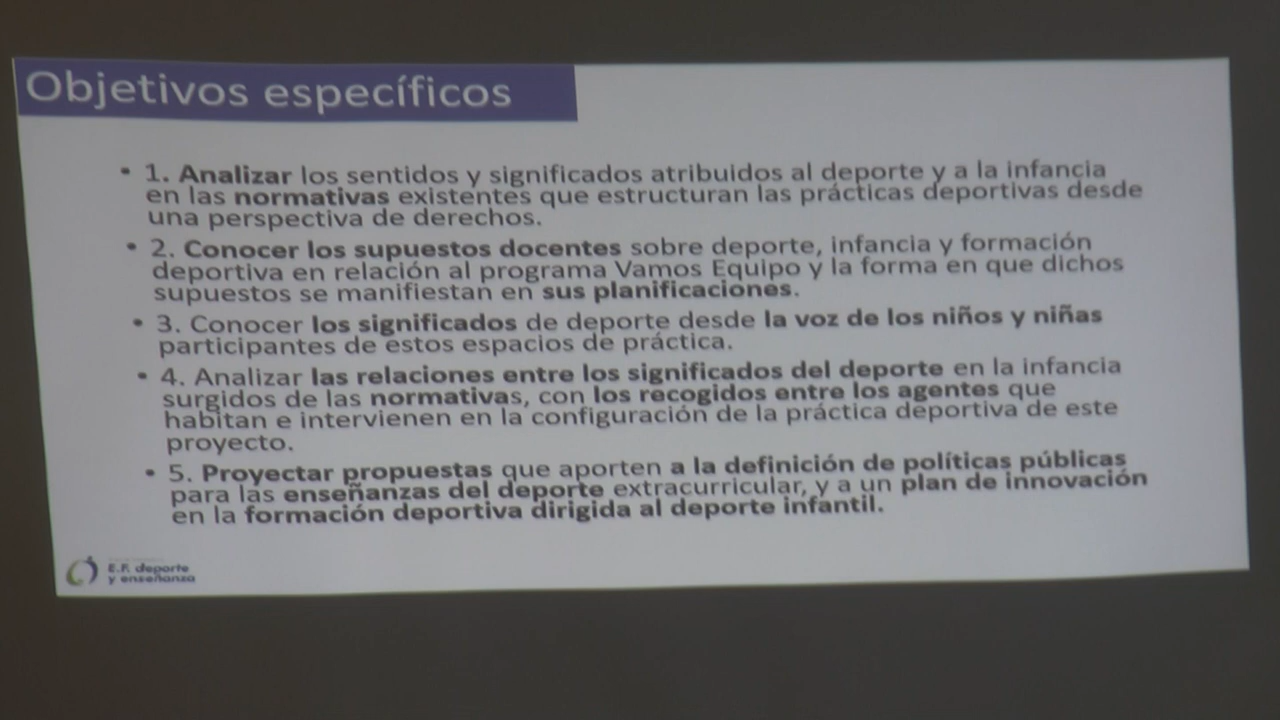 Objetivos específicos
• 1. Analizar los sentidos y significados atribuidos al deporte y a la infancia
en las normativas existentes que estructuran las prácticas deportivas desde
una perspectiva de derechos.
• 2. Conocer los supuestos docentes sobre deporte, infancia y formación
deportiva en relación al programa Vamos Equipo y la forma en que dichos
supuestos se manifiestan en sus planificaciones.
• 3. Conocer los significados de deporte desde la voz de los niños y niñas
participantes de estos espacios de práctica.
• 4. Analizar las relaciones entre los significados del deporte en la infancia
surgidos de las normativas, con los recogidos entre los agentes que
habitan e intervienen en la configuración de la práctica deportiva de este
proyecto.
• 5. Proyectar propuestas que aporten a la definición de políticas públicas
para las enseñanzas del deporte extracurricular, y a un plan de innovación
en la formación deportiva dirigida al deporte infantil.
E.F. deporte
y enseñanza